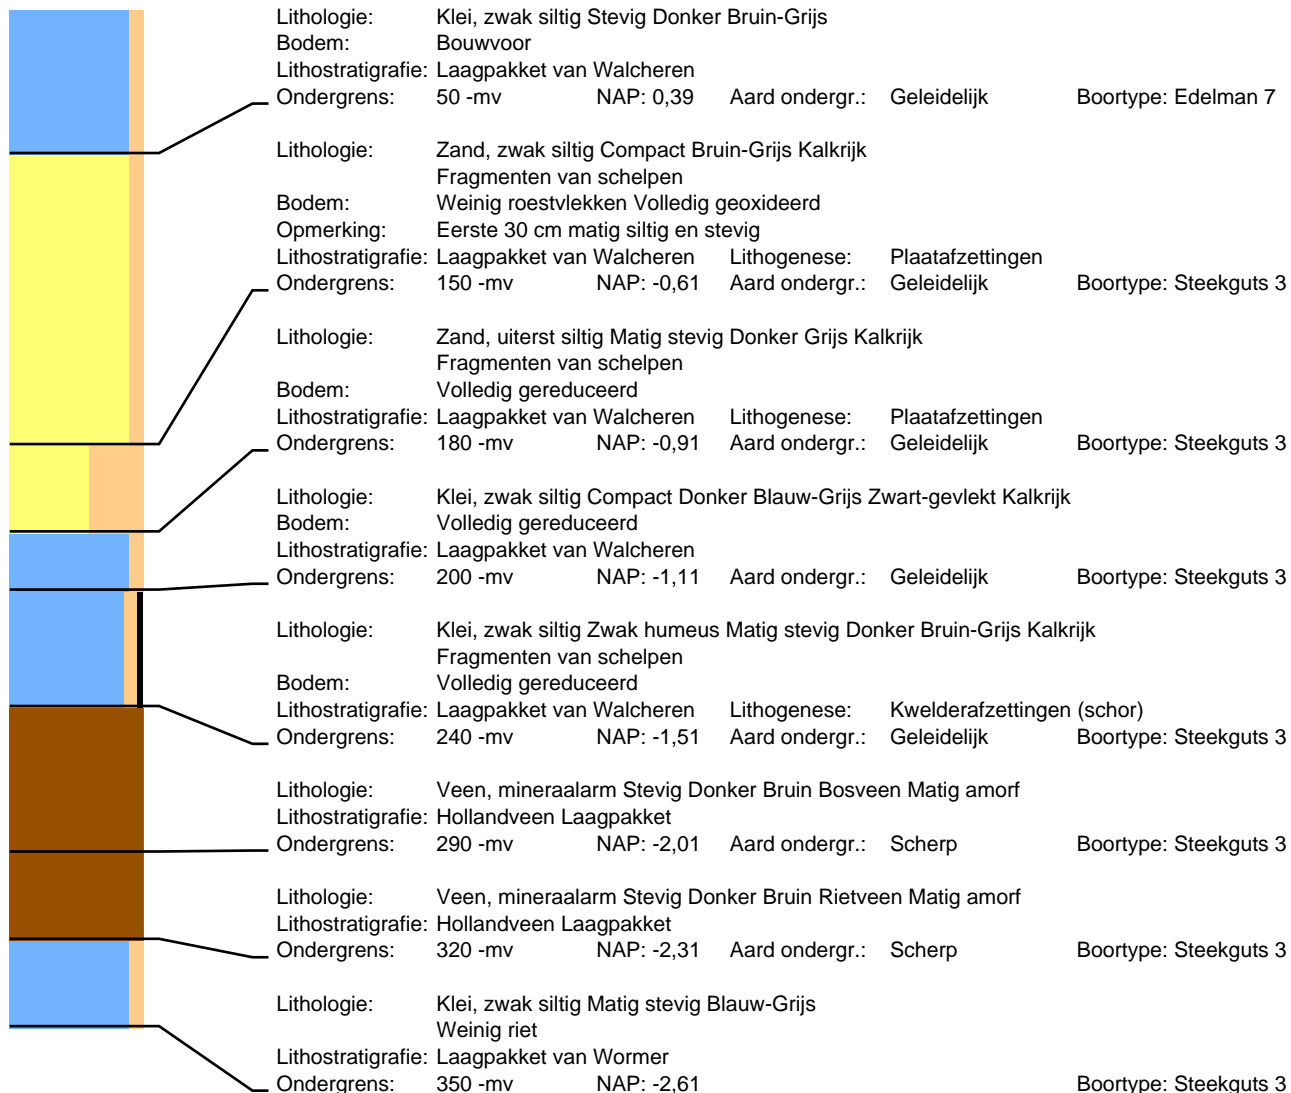 Lithologie: Klei, zwak siltig Stevig Donker Bruin-Grijs
Bodem: Bouwvoor
Lithostratigrafie: Laagpakket van Walcheren
Ondergrens: 50 -mv NAP: 0,39 Aard ondergr.: Geleidelijk Boortype: Edelman 7
Lithologie: Zand, zwak siltig Compact Bruin-Grijs Kalkrijk
Fragmenten van schelpen
Bodem: Weinig roestvlekken Volledig geoxideerd
Opmerking: Eerste 30 cm matig siltig en stevig
Lithostratigrafie: Laagpakket van Walcheren Lithogenese: Plaatafzettingen
Ondergrens: 150 -mv NAP: -0,61 Aard ondergr.: Geleidelijk Boortype: Steekguts 3
Lithologie: Zand, uiterst siltig Matig stevig Donker Grijs Kalkrijk
Fragmenten van schelpen
Bodem: Volledig gereduceerd
Lithostratigrafie: Laagpakket van Walcheren Lithogenese: Plaatafzettingen
Ondergrens: 180 -mv NAP: -0,91 Aard ondergr.: Geleidelijk Boortype: Steekguts 3
Lithologie: Klei, zwak siltig Compact Donker Blauw-Grijs Zwart-gevlekt Kalkrijk
Bodem: Volledig gereduceerd
Lithostratigrafie: Laagpakket van Walcheren
Ondergrens: 200 -mv NAP: -1,11 Aard ondergr.: Geleidelijk Boortype: Steekguts 3
Lithologie: Klei, zwak siltig Zwak humeus Matig stevig Donker Bruin-Grijs Kalkrijk
Fragmenten van schelpen
Bodem: Volledig gereduceerd
Lithostratigrafie: Laagpakket van Walcheren Lithogenese: Kwelderafzettingen (schor)
Ondergrens: 240 -mv NAP: -1,51 Aard ondergr.: Geleidelijk Boortype: Steekguts 3
Lithologie: Veen, mineraalarm Stevig Donker Bruin Bosveen Matig amorf
Lithostratigrafie: Hollandveen Laagpakket
Ondergrens: 290 -mv NAP: -2,01 Aard ondergr.: Scherp Boortype: Steekguts 3
Lithologie: Veen, mineraalarm Stevig Donker Bruin Rietveen Matig amorf
Lithostratigrafie: Hollandveen Laagpakket
Ondergrens: 320 -mv NAP: -2,31 Aard ondergr.: Scherp Boortype: Steekguts 3
Lithologie: Klei, zwak siltig Matig stevig Blauw-Grijs
Weinig riet
Lithostratigrafie: Laagpakket van Wormer
Ondergrens: 350 -mv NAP: -2,61 Boortype: Steekguts 3